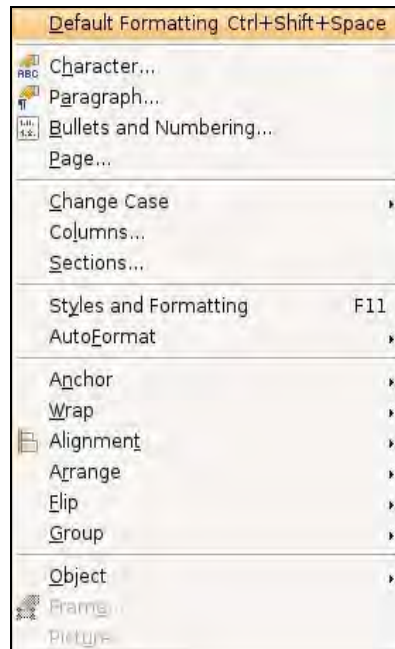 Default Formatting Ctrl+Shift+Space
ABC Character...
¶ Paragraph...
Bullets and Numbering...
Page...
Change Case
Columns...
Sections...
Styles and Formatting F11
AutoFormat
Anchor
Wrap
Alignment
Arrange
Flip
Group
Object
Frame...
Picture...